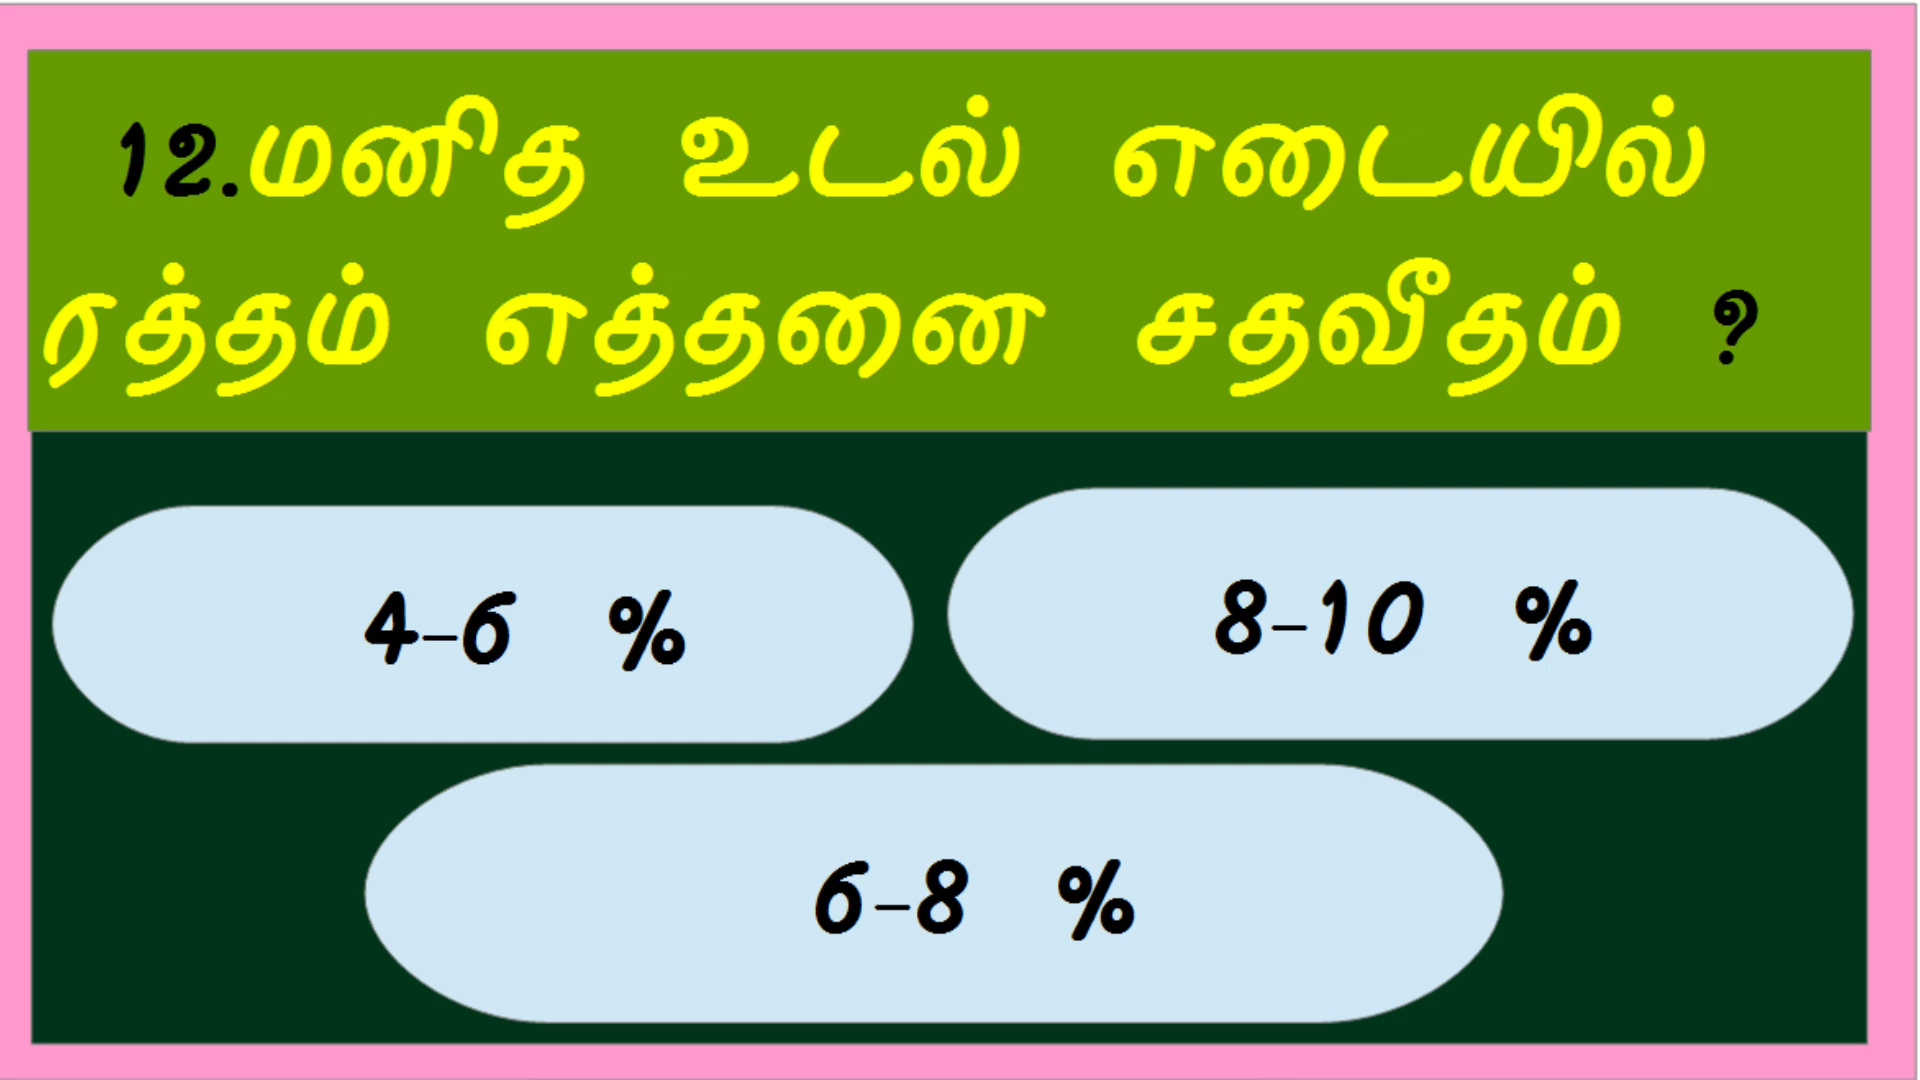 12.மனித உடல் எடையில்
ரத்தம் எத்தனை சதவீதம் ?
4-6 %
8-10 %
6-8 %